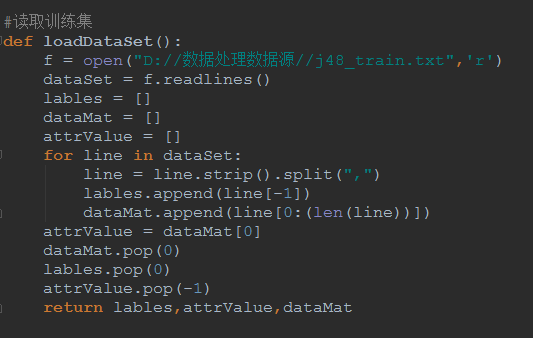 #读取训练集
def loadDataSet():
    f = open("D://数据处理数据源//j48_train.txt",'r')
    dataSet = f.readlines()
    lables = []
    dataMat = []
    attrValue = []
    for line in dataSet:
        line = line.strip().split(",")
        lables.append(line[-1])
        dataMat.append(line[0:(len(line))])
    attrValue = dataMat[0]
    dataMat.pop(0)
    lables.pop(0)
    attrValue.pop(-1)
    return lables,attrValue,dataMat